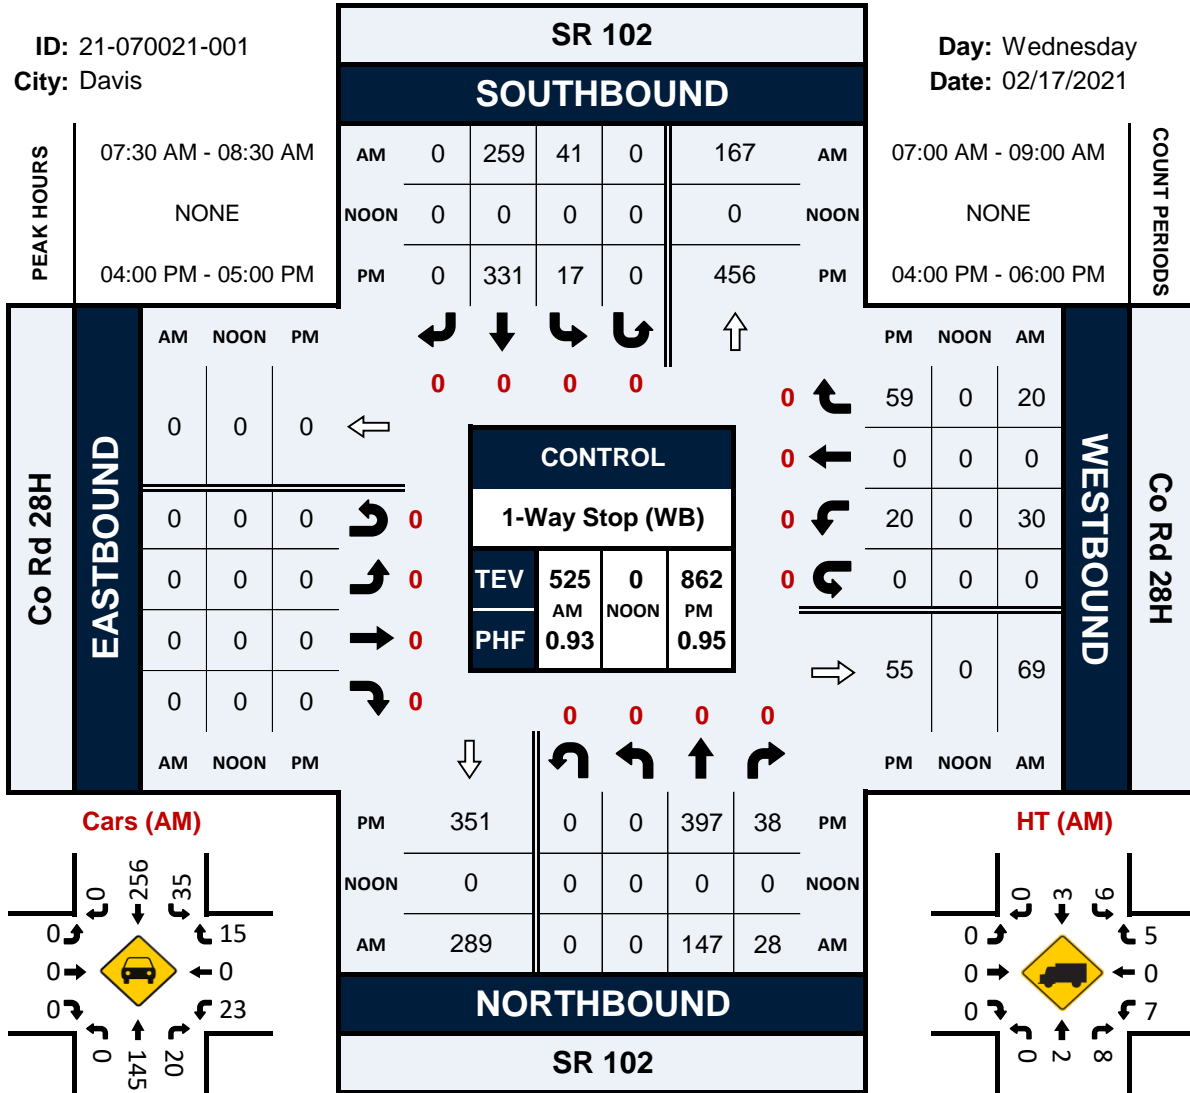 SR 102
ID: 21-070021-001
Day: Wednesday
City: Davis
Date: 02/17/2021
SOUTHBOUND
PEAK HOURS
07:30 AM - 08:30 AM
NONE
04:00 PM - 05:00 PM
AM 0 259 41 0 167 AM
NOON 0 0 0 0 0 NOON
PM 0 331 17 0 456 PM
07:00 AM - 09:00 AM
NONE
04:00 PM - 06:00 PM
COUNT PERIODS
0 0 0 0
Co Rd 28H
EASTBOUND
AM NOON PM
0 0 0
0 0 0 0
0 0 0 0
0 0 0 0
0 0 0 0
AM NOON PM
CONTROL
1-Way Stop (WB)
TEV 525 0 862
AM NOON PM
PHF 0.93 0.95
PM NOON AM
0 59 0 20
0 0 0 0
0 20 0 30
0 0 0 0
55 0 69
PM NOON AM
WESTBOUND
Co Rd 28H
0 0 0 0
PM 351 0 0 397 38 PM
NOON 0 0 0 0 0 NOON
AM 289 0 0 147 28 AM
NORTHBOUND
SR 102
Cars (AM)
0 256 35
0 15
0 0
0 23
0 145 20
HT (AM)
0 3 6
0 5
0 0
0 7
0 2 8